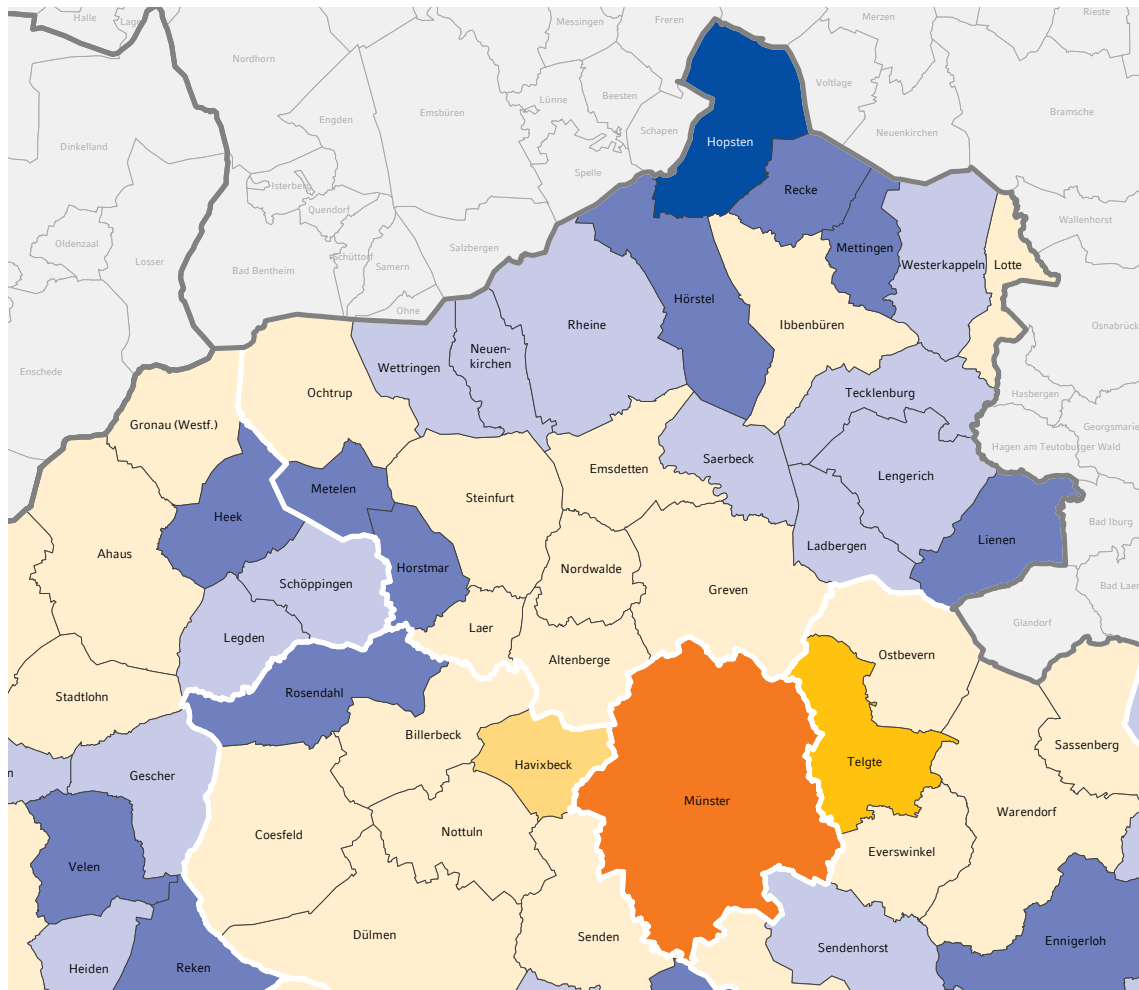 Halle
Lage
Messingen
Freren
Merzen
Rieste
Nordhorn
Lünne
Beesten
Voltlage
Emsbüren
Engden
Bramsche
Schapen
Neuenkirchen
Hopsten
Dinkelland
Spelle
Isterberg
Recke
Quendorf
Wallenhorst
Oldenzaal
Salzbergen
Mettingen
Losser
Bad Bentheim
Schüttorf
Samern
Westerkappeln
Lotte
Hörstel
Ohne
Rheine
Ibbenbüren
Osnabrück
Neuen-
kirchen
Wettringen
Enschede
Ochtrup
Tecklenburg
Hasbergen
Gronau (Westf.)
Georgsmarie
Hagen am Teutoburger Wald
Saerbeck
Emsdetten
Lengerich
Metelen
Steinfurt
Heek
Bad Iburg
Lienen
Ladbergen
Ahaus
Horstmar
Nordwalde
Schöppingen
Bad Laer
Greven
Glandorf
Laer
Legden
Ostbevern
Altenberge
Stadtlohn
Rosendahl
Billerbeck
Sassenberg
Havixbeck
Telgte
n
Gescher
Münster
Warendorf
Nottuln
Coesfeld
Everswinkel
Velen
Dülmen
Senden
Ennigerloh
Sendenhorst
Heiden
Reken